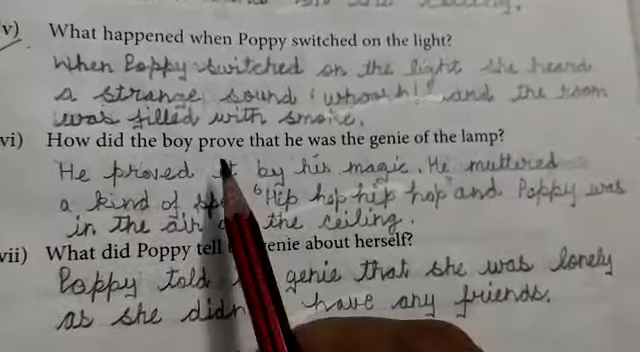 v) What happened when Poppy switched on the light?
When Poppy switched on the light she heard
a strange sound 'whoosh!' and the room
was filled with smoke.
vi) How did the boy prove that he was the genie of the lamp?
He proved it by his magic. He muttered
a kind of 'Hip hop hip hop' and Poppy was
in the air the ceiling.
vii) What did Poppy tell genie about herself?
Poppy told genie that she was lonely
as she didn have any friends.